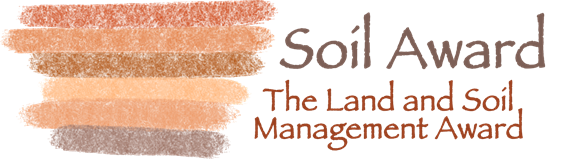 Soil Award
The Land and Soil
Management Award